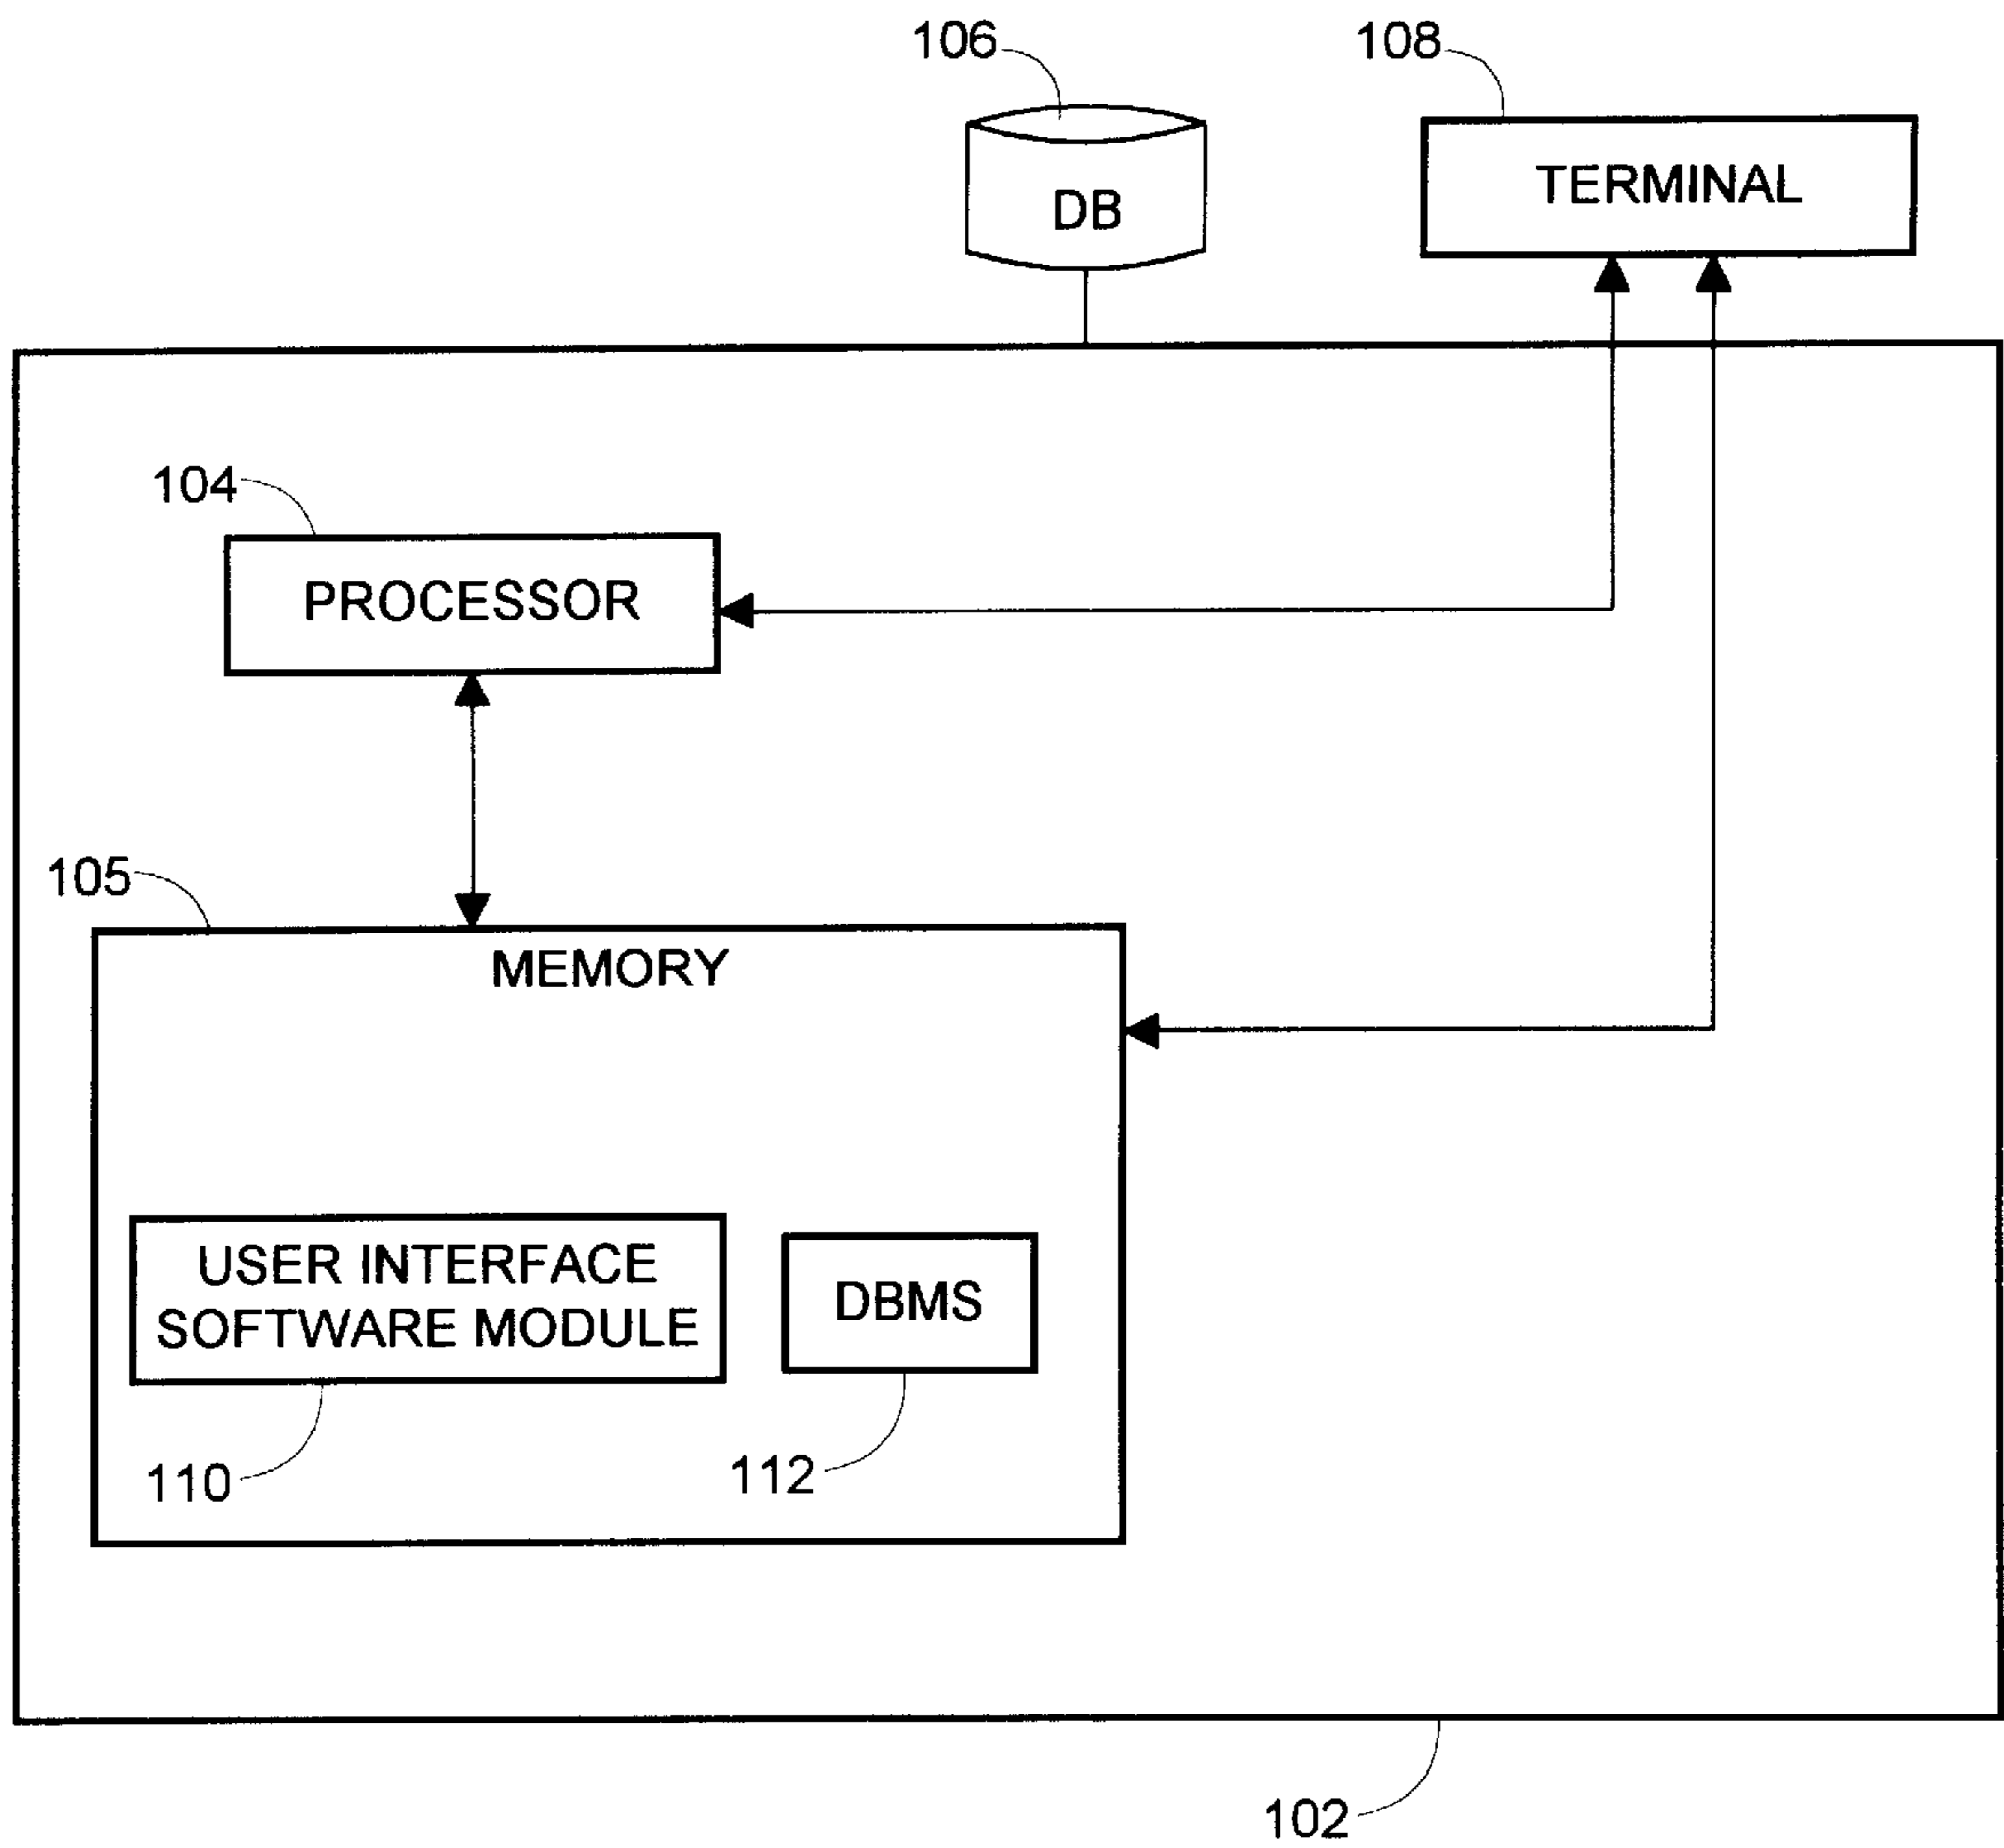 106
108
DB
TERMINAL
104
PROCESSOR
105
MEMORY
USER INTERFACE
SOFTWARE MODULE
DBMS
110
112
102